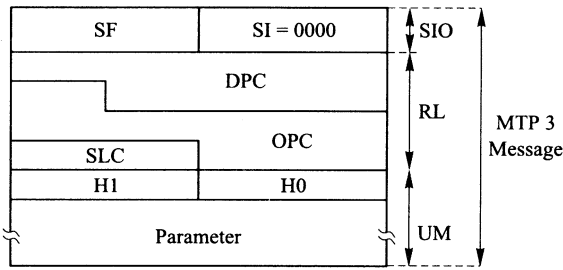 SF SI = 0000 SIO
DPC
RL
MTP 3
Message
OPC
SLC
H1 H0
Parameter UM